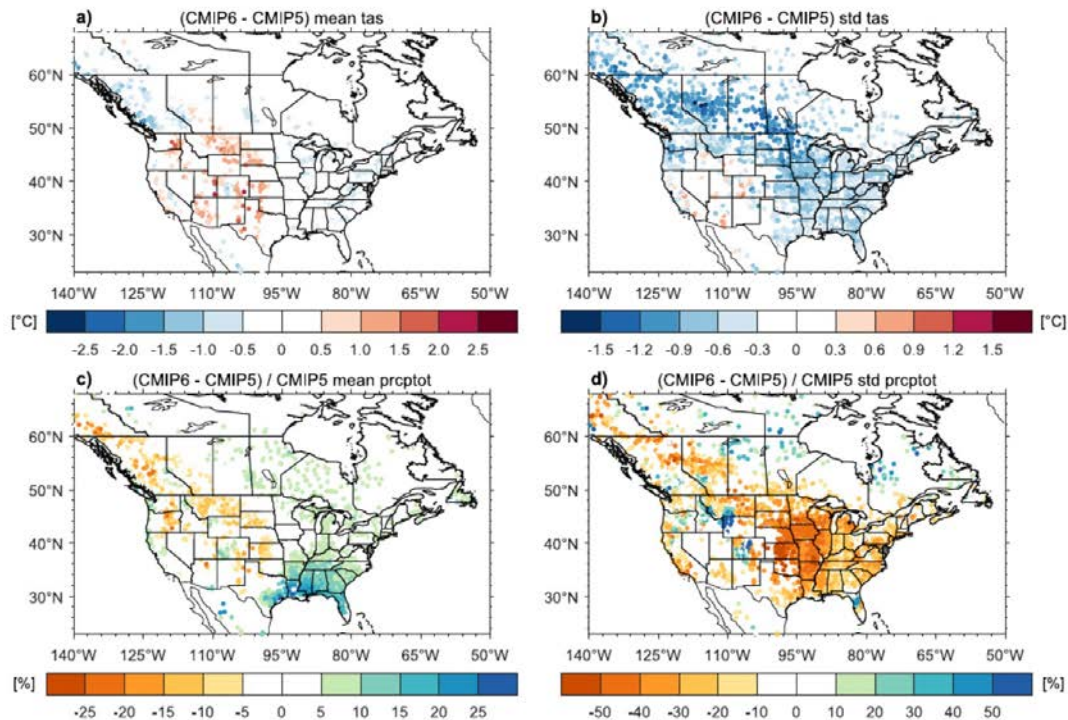 a) (CMIP6 - CMIP5) mean tas
60°N
50°N
40°N
30°N
140°W 125°W 110°W 95°W 80°W 65°W 50°W
[°C]
-2.5 -2.0 -1.5 -1.0 -0.5 0 0.5 1.0 1.5 2.0 2.5
b) (CMIP6 - CMIP5) std tas
60°N
50°N
40°N
30°N
140°W 125°W 110°W 95°W 80°W 65°W 50°W
[°C]
-1.5 -1.2 -0.9 -0.6 -0.3 0 0.3 0.6 0.9 1.2 1.5
c) (CMIP6 - CMIP5) / CMIP5 mean prcptot
60°N
50°N
40°N
30°N
140°W 125°W 110°W 95°W 80°W 65°W 50°W
[%]
-25 -20 -15 -10 -5 0 5 10 15 20 25
d) (CMIP6 - CMIP5) / CMIP5 std prcptot
60°N
50°N
40°N
30°N
140°W 125°W 110°W 95°W 80°W 65°W 50°W
[%]
-50 -40 -30 -20 -10 0 10 20 30 40 50